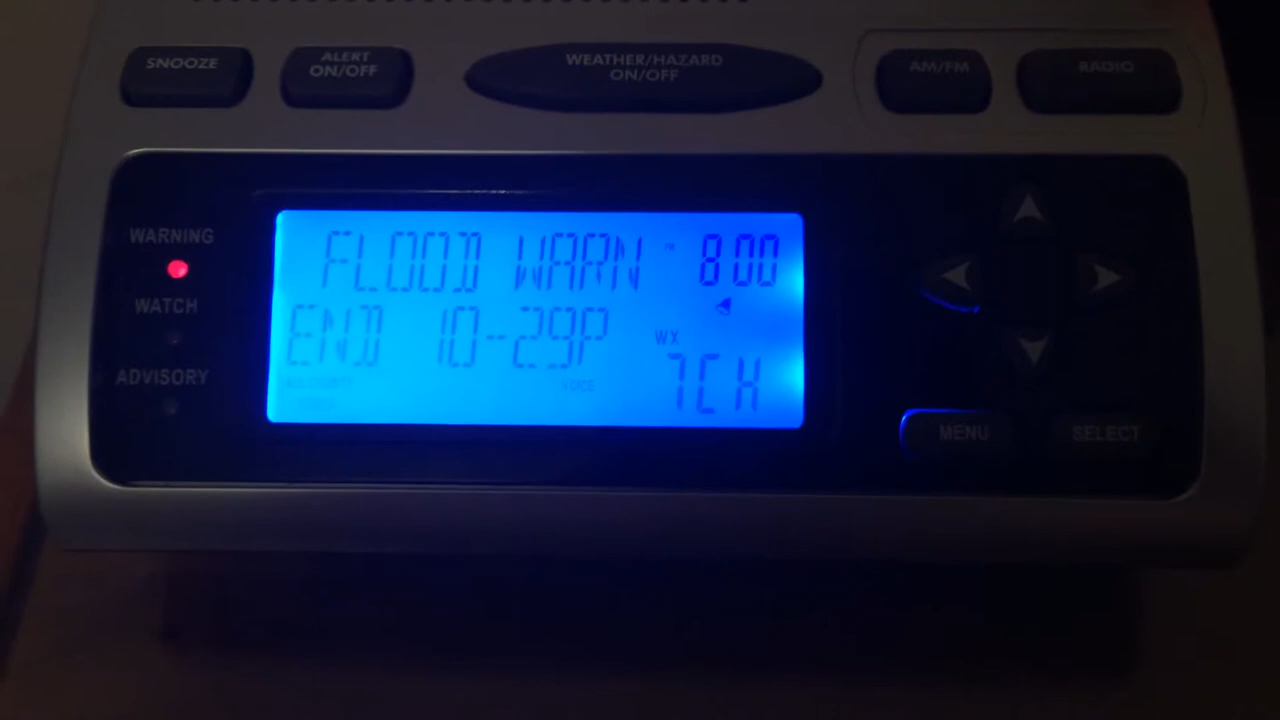 SNOOZE
ALERT
ON/OFF
WEATHER/HAZARD
ON/OFF
AM/FM
RADIO
WARNING
WATCH
ADVISORY
FLOOD WARN
PM
8:00
END 10-29P
WX
7CH
VOICE
MENU
SELECT